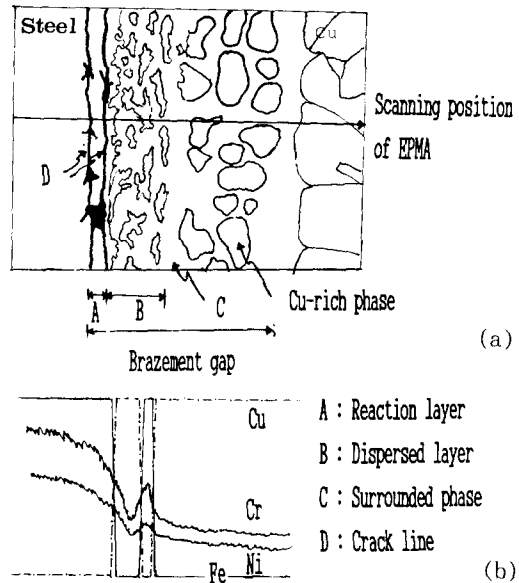 Steel
Cu
Scanning position
of EPMA
D
A
B
C
Cu-rich phase
Brazement gap
(a)
Cu
Cr
Ni
Fe
A : Reaction layer
B : Dispersed layer
C : Surrounded phase
D : Crack line
(b)